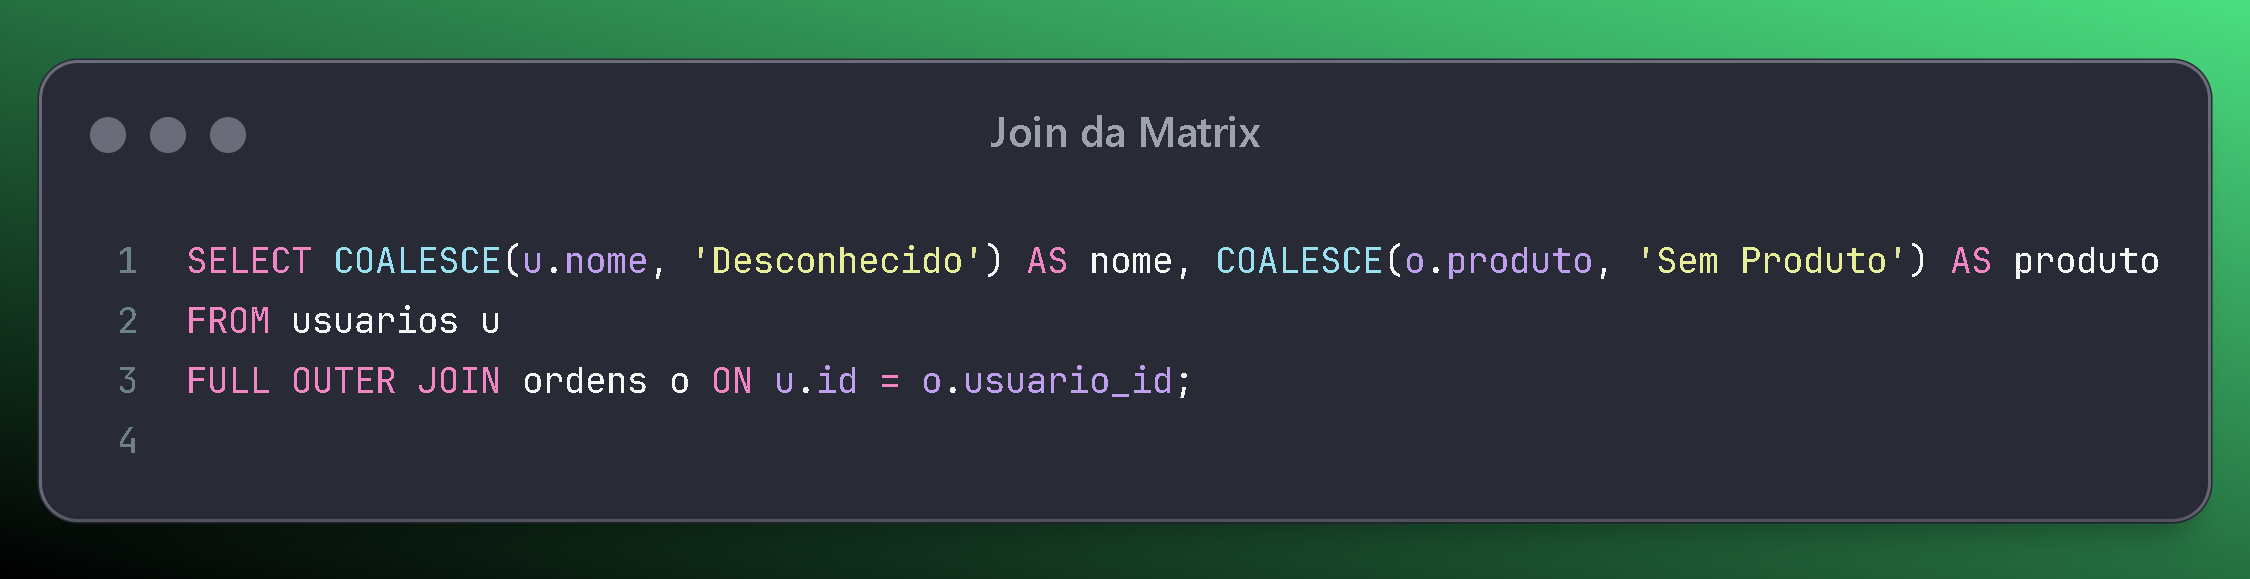 Join da Matrix
1 SELECT COALESCE(u.nome, 'Desconhecido') AS nome, COALESCE(o.produto, 'Sem Produto') AS produto
2 FROM usuarios u
3 FULL OUTER JOIN ordens o ON u.id = o.usuario_id;
4